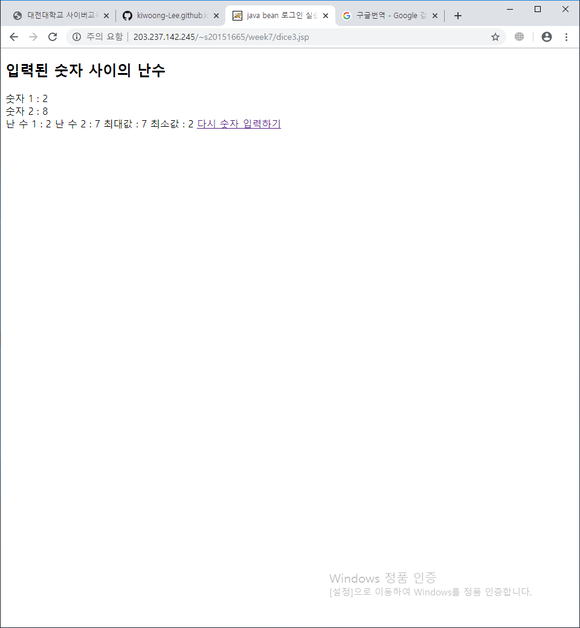 대전대학교 사이버교
kiwoong-Lee.github.io
java bean 로그인 실습
구글번역 - Google 검
주의 요함 | 203.237.142.245/~s20151665/week7/dice3.jsp
입력된 숫자 사이의 난수
숫자 1 : 2
숫자 2 : 8
난 수 1 : 2 난 수 2 : 7 최대값 : 7 최소값 : 2 다시 숫자 입력하기
Windows 정품 인증
[설정]으로 이동하여 Windows를 정품 인증합니다.